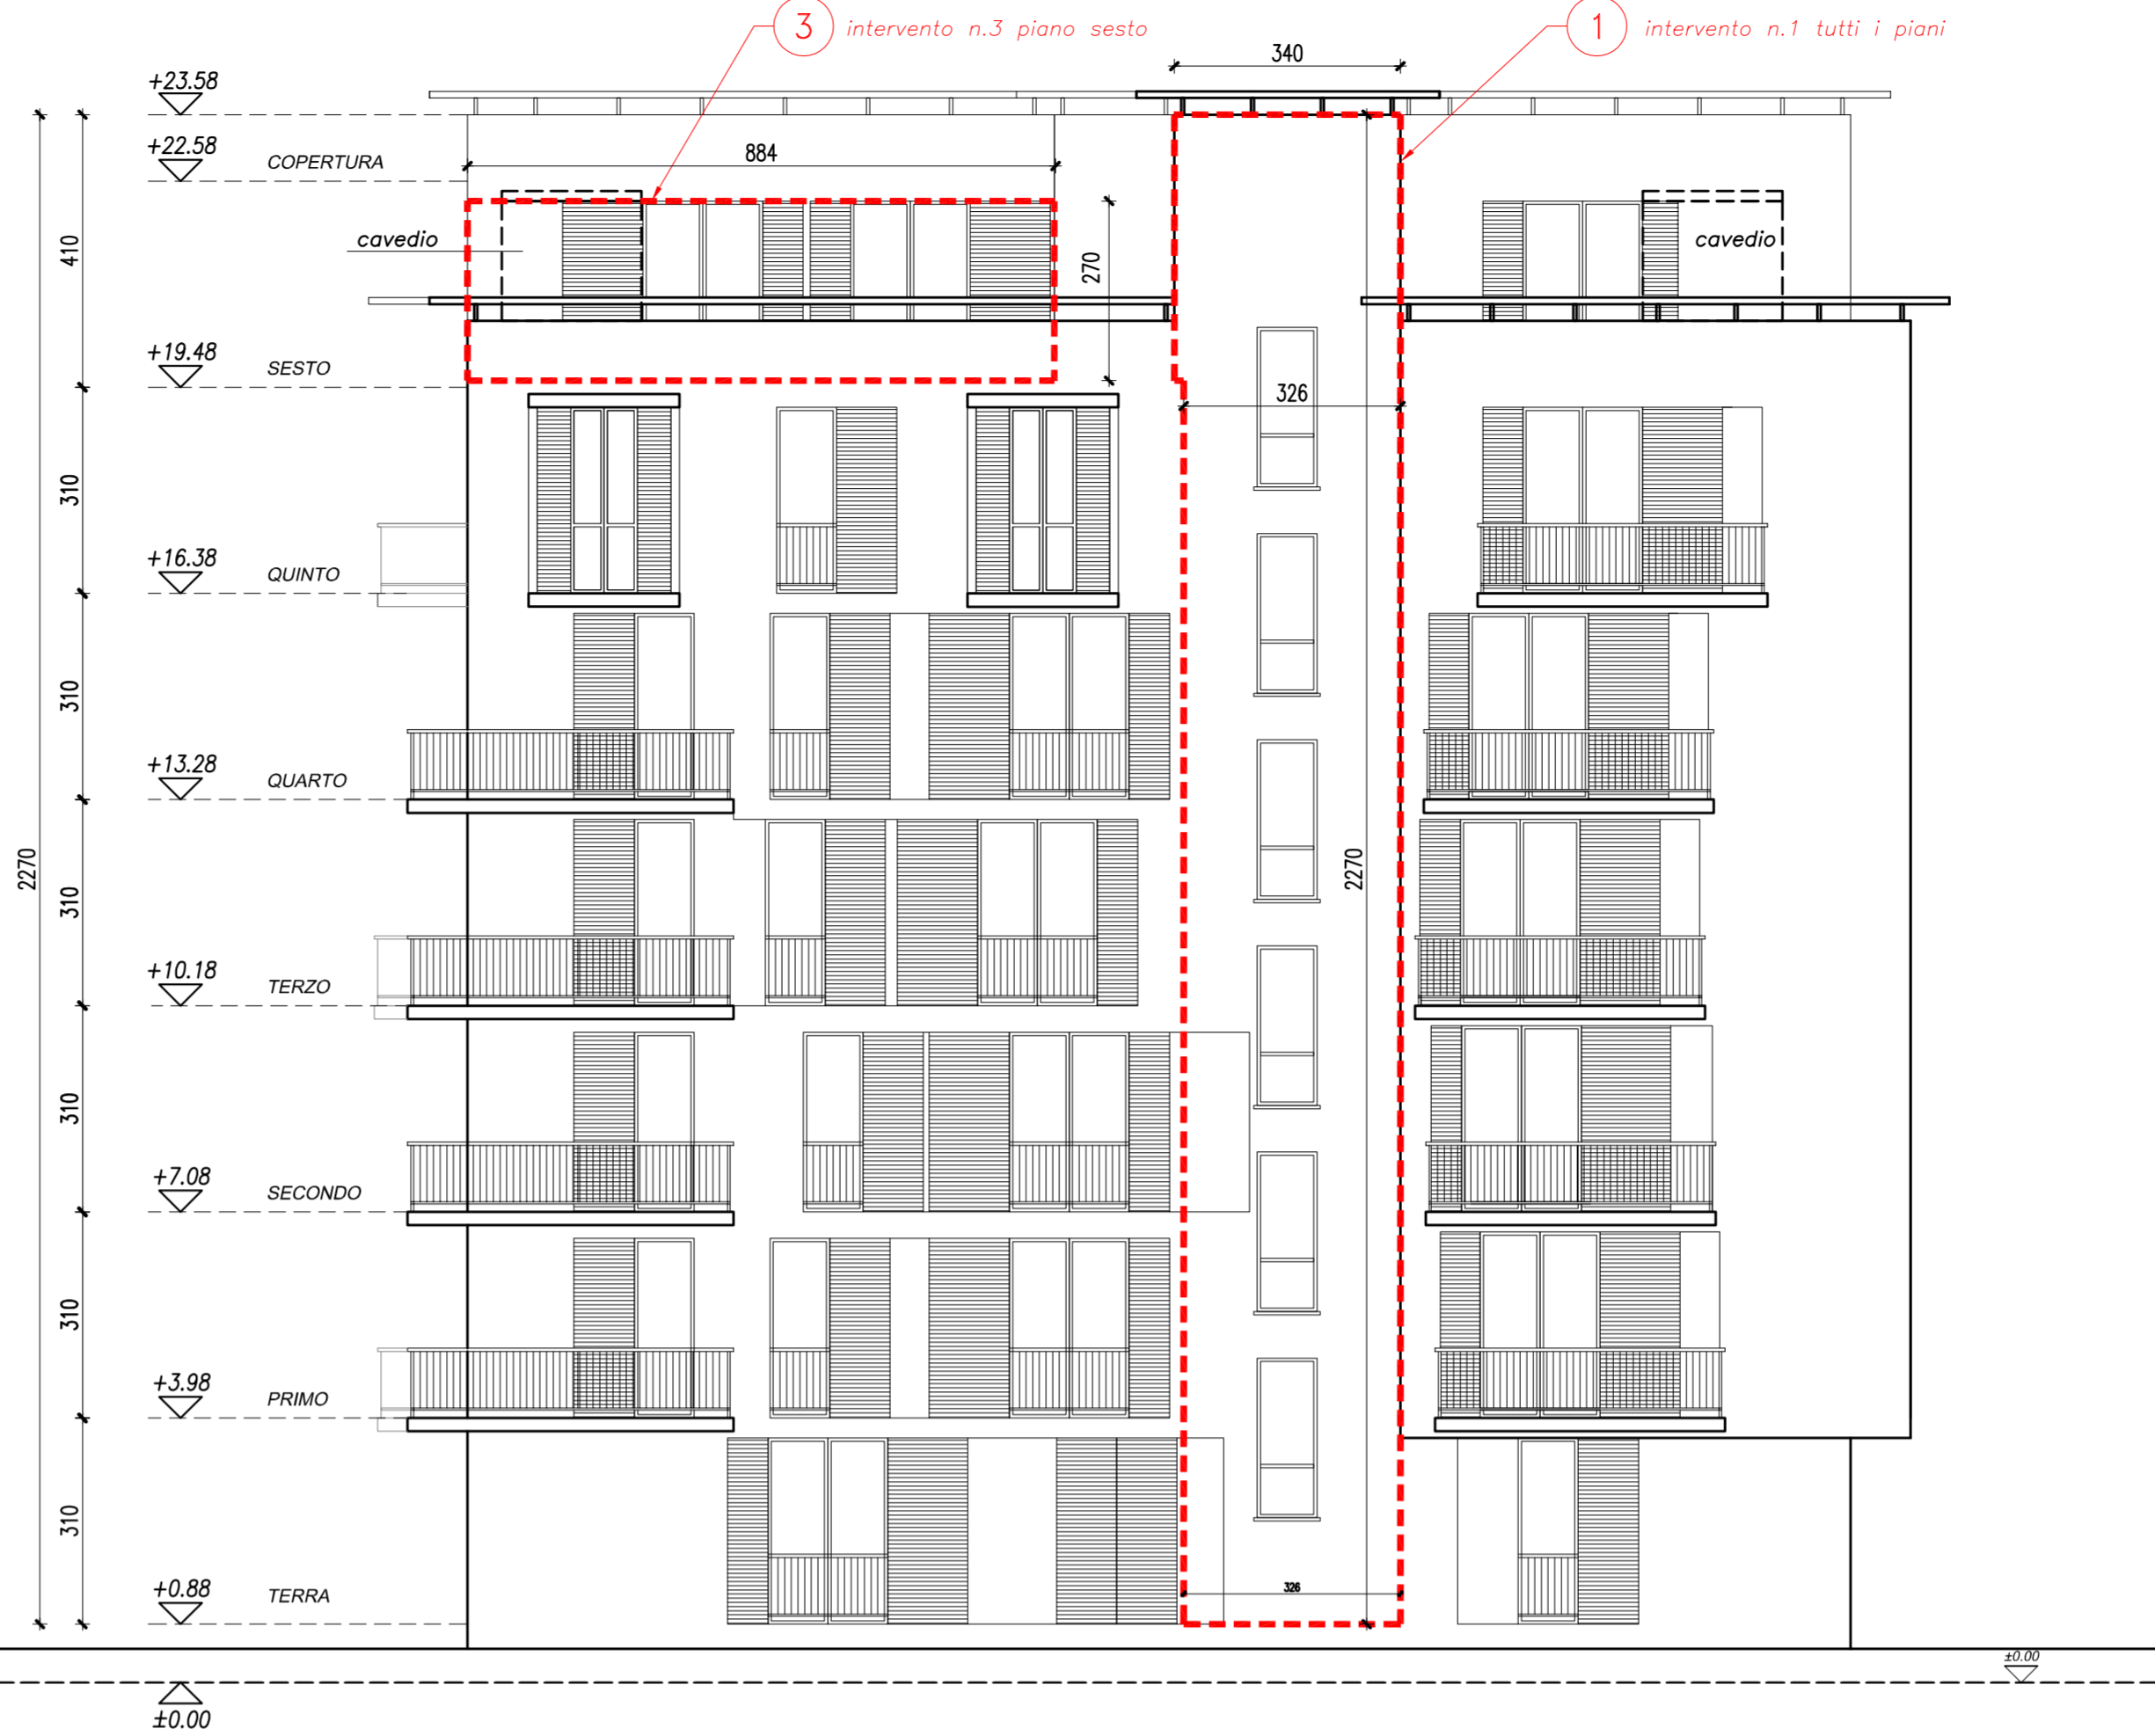 3 intervento n.3 piano sesto
1 intervento n.1 tutti i piani
340
+23.58
+22.58 COPERTURA
884
cavedio
cavedio
410
270
+19.48 SESTO
326
310
+16.38 QUINTO
310
+13.28 QUARTO
2270
2270
310
+10.18 TERZO
310
+7.08 SECONDO
310
+3.98 PRIMO
310
+0.88 TERRA
326
±0.00
±0.00